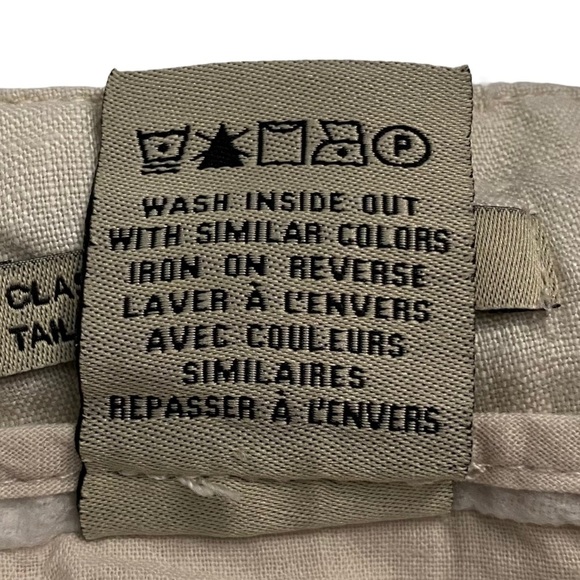 P
WASH INSIDE OUT
WITH SIMILAR COLORS
IRON ON REVERSE
LAVER À L'ENVERS
AVEC COULEURS
SIMILAIRES
REPASSER À L'ENVERS